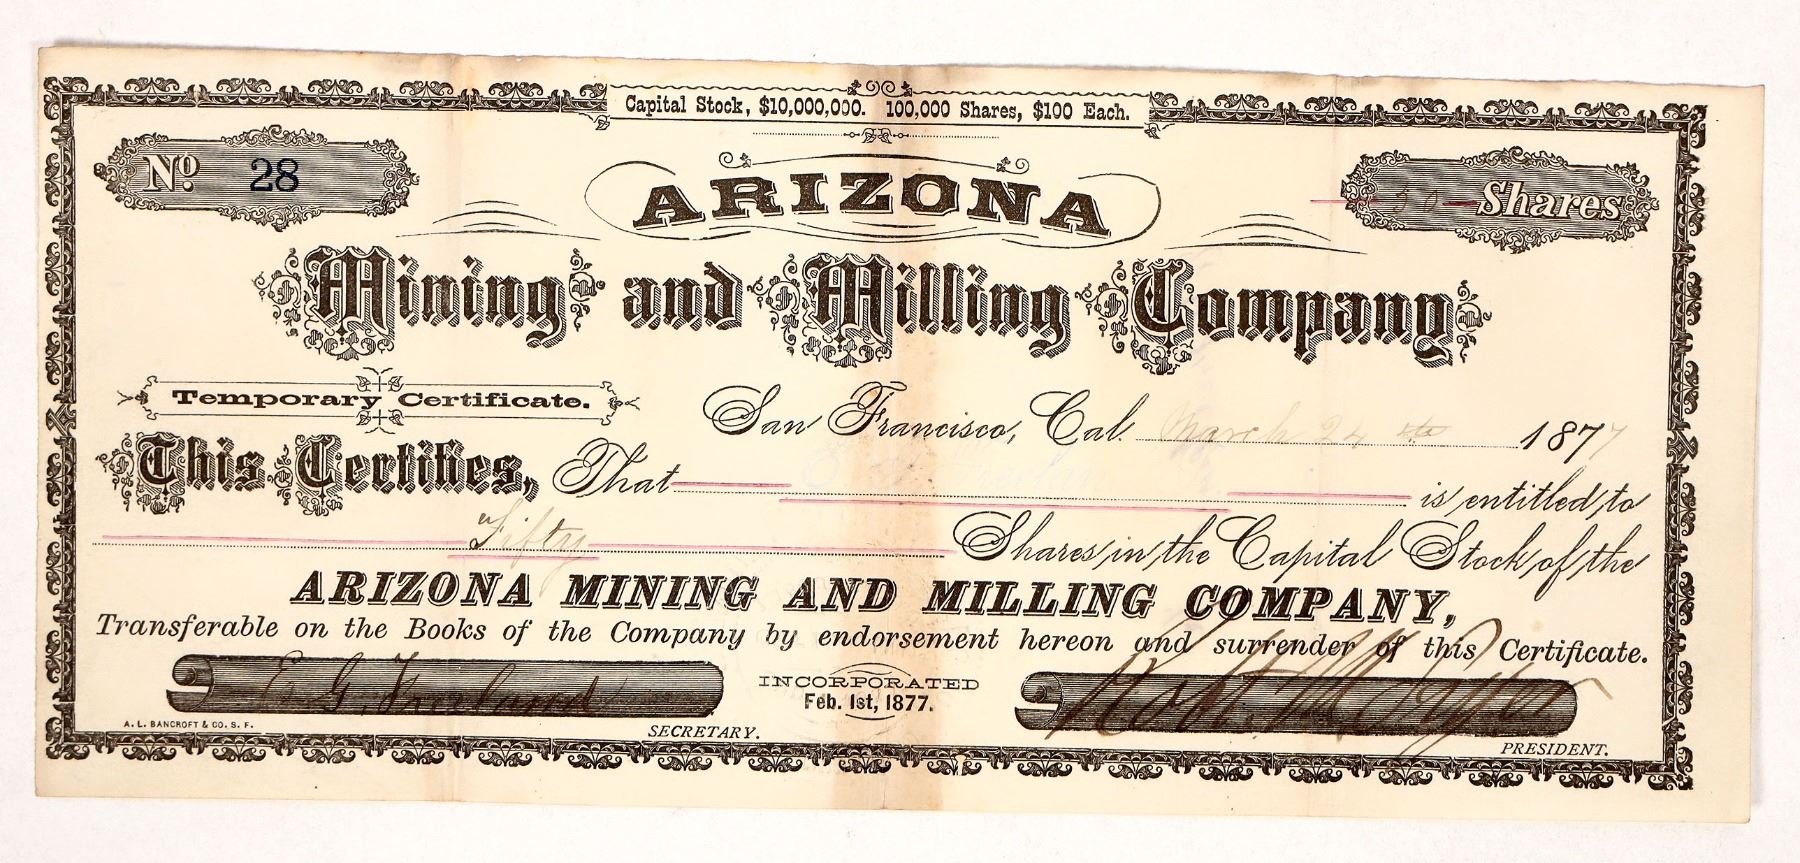 Capital Stock, $10,000,000. 100,000 Shares, $100 Each.
No. 28
50 Shares
ARIZONA
Mining and Milling Company
Temporary Certificate.
San Francisco, Cal. March 24th 1877
This Certifies, That is entitled to
Fifty Shares in the Capital Stock of the
ARIZONA MINING AND MILLING COMPANY,
Transferable on the Books of the Company by endorsement hereon and surrender of this Certificate.
E. G. Freeland
INCORPORATED
Feb. 1st, 1877.
Robt.
A. L. BANCROFT & CO. S. F.
SECRETARY.
PRESIDENT.